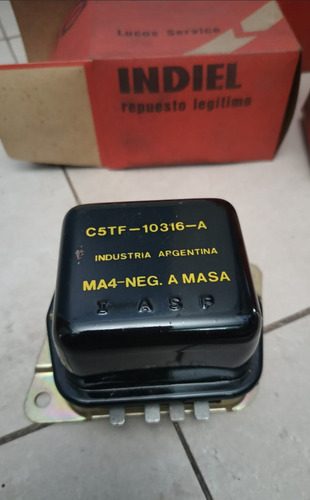 Lucas Service
INDIEL
repuesto legítimo
C5TF-10316-A
INDUSTRIA ARGENTINA
MA4-NEG. A MASA
I A S F